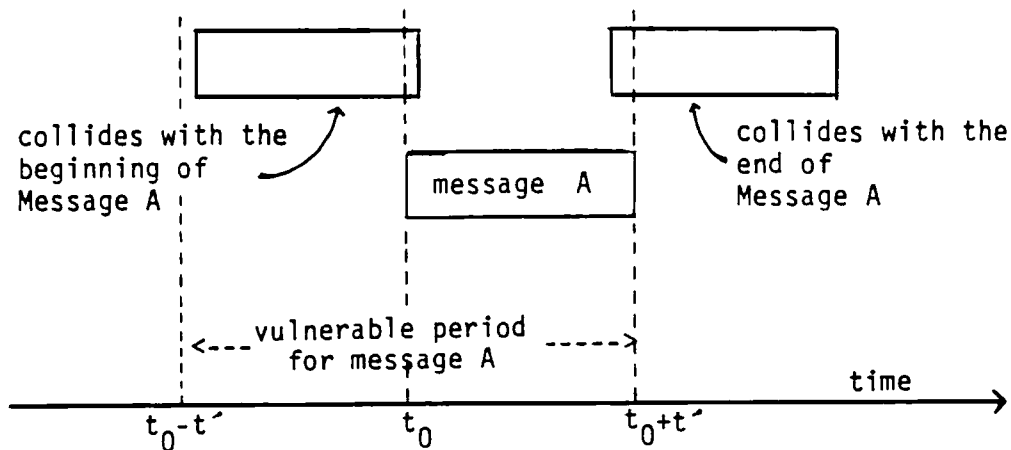 collides with the
beginning of
Message A
collides with the
end of
Message A
message A
vulnerable period
for message A
time
t₀-t′
t₀
t₀+t′